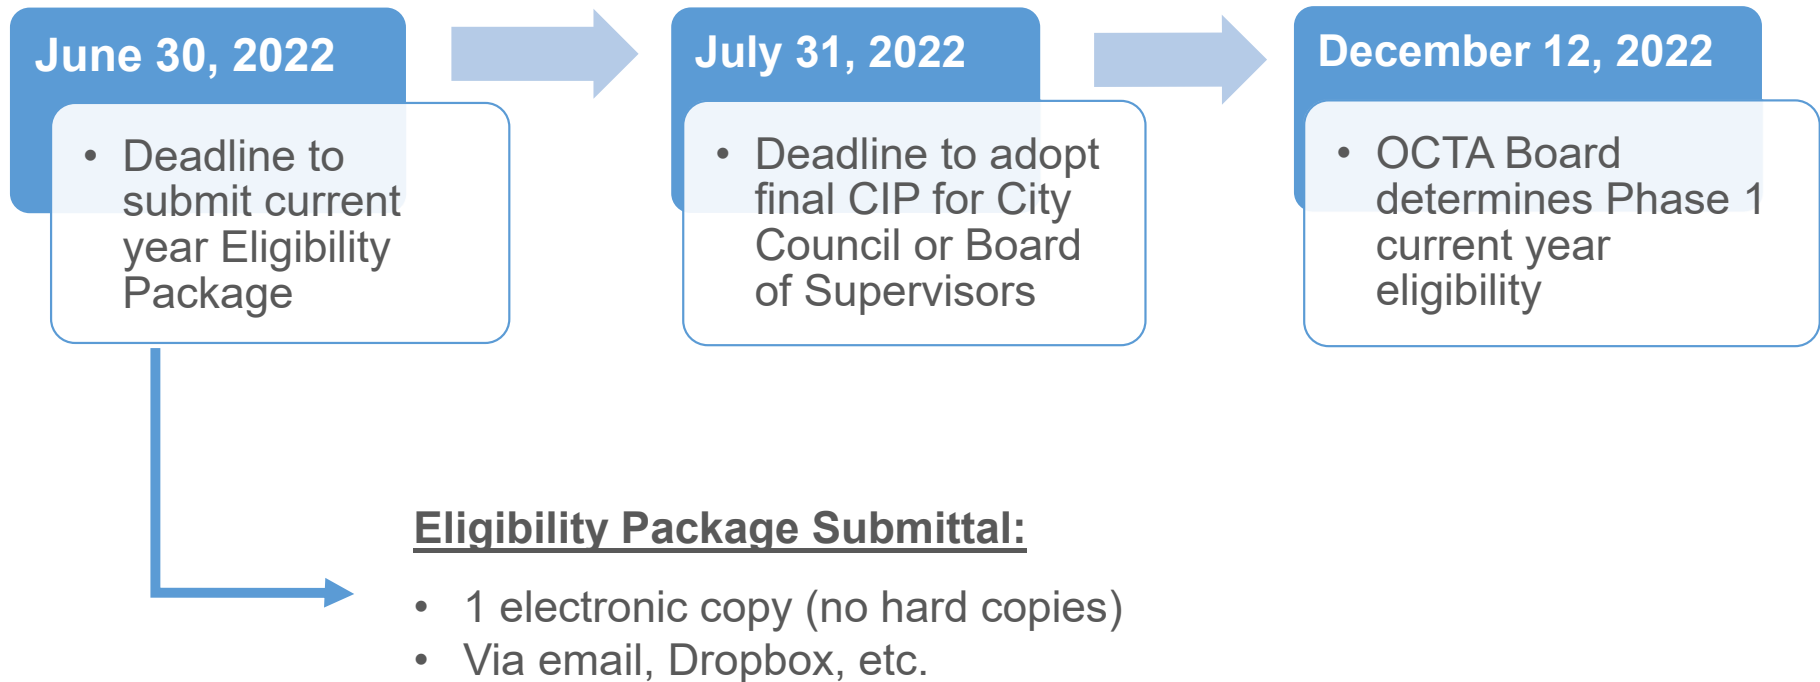 June 30, 2022
• Deadline to
submit current
year Eligibility
Package
July 31, 2022
• Deadline to adopt
final CIP for City
Council or Board
of Supervisors
December 12, 2022
• OCTA Board
determines Phase 1
current year
eligibility
Eligibility Package Submittal:
• 1 electronic copy (no hard copies)
• Via email, Dropbox, etc.